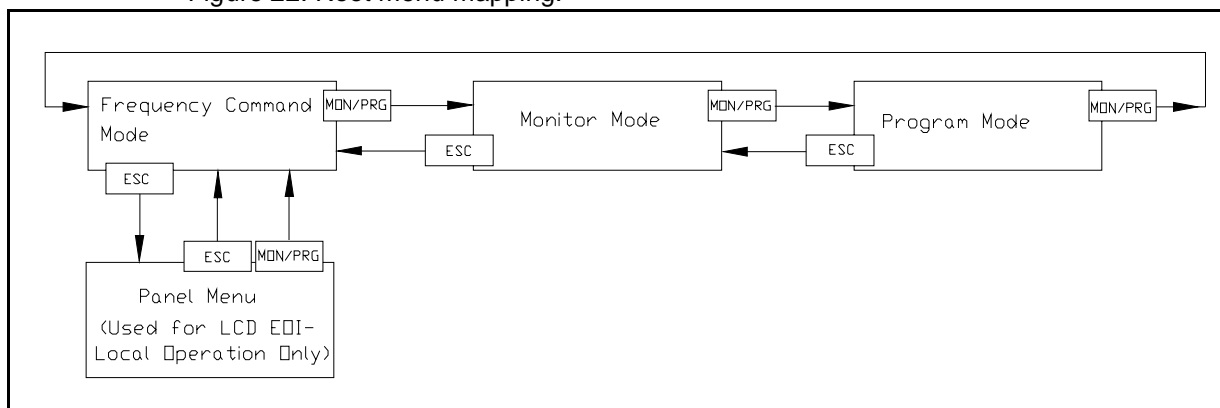 Figure 22: Root menu mapping.
Frequency Command
Mode
MON/PRG
Monitor Mode
MON/PRG
Program Mode
MON/PRG
ESC
ESC
ESC
ESC
MON/PRG
Panel Menu
(Used for LCD EOI-
Local Operation Only)